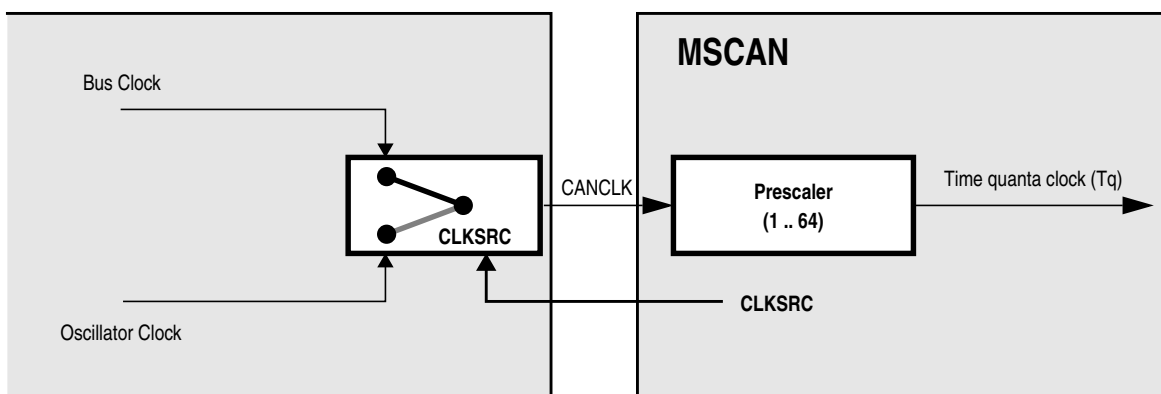 MSCAN
Bus Clock
CLKSRC
CANCLK
Prescaler
(1 .. 64)
Time quanta clock (Tq)
CLKSRC
Oscillator Clock